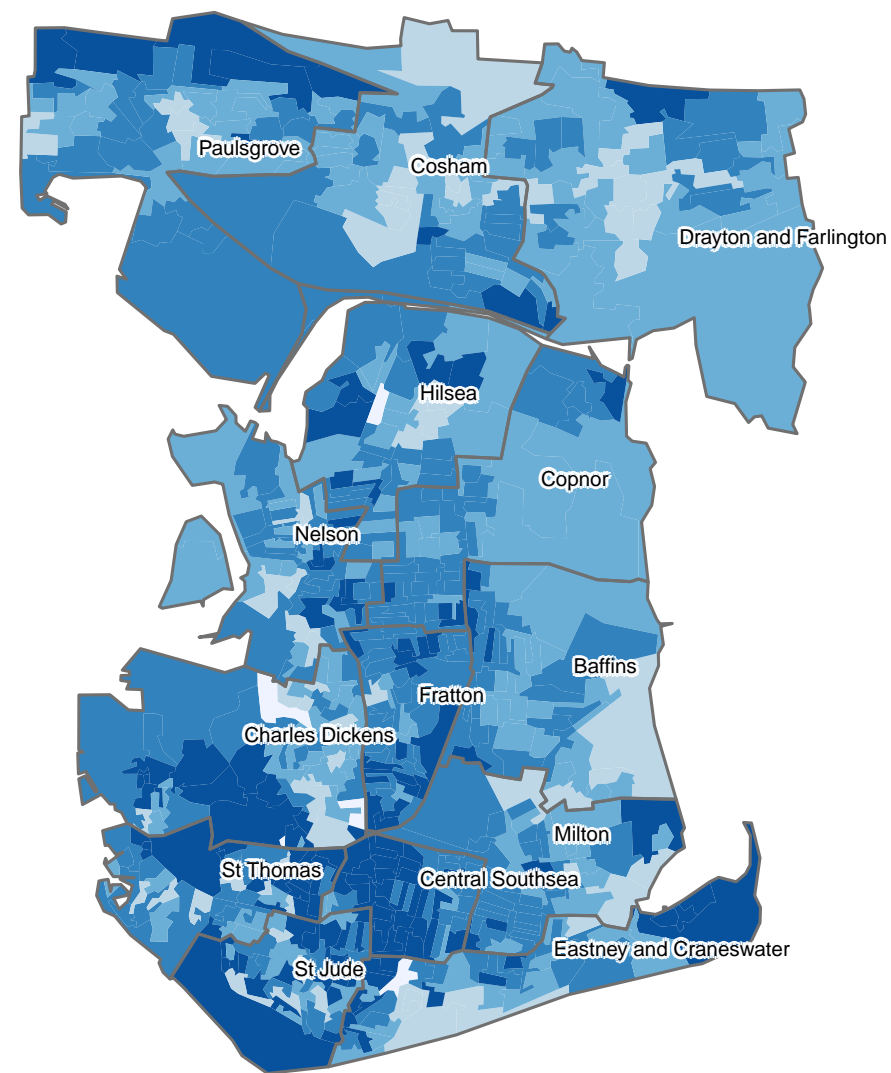 Paulsgrove
Cosham
Drayton and Farlington
Hilsea
Copnor
Nelson
Baffins
Fratton
Charles Dickens
Milton
St Thomas
Central Southsea
Eastney and Craneswater
St Jude